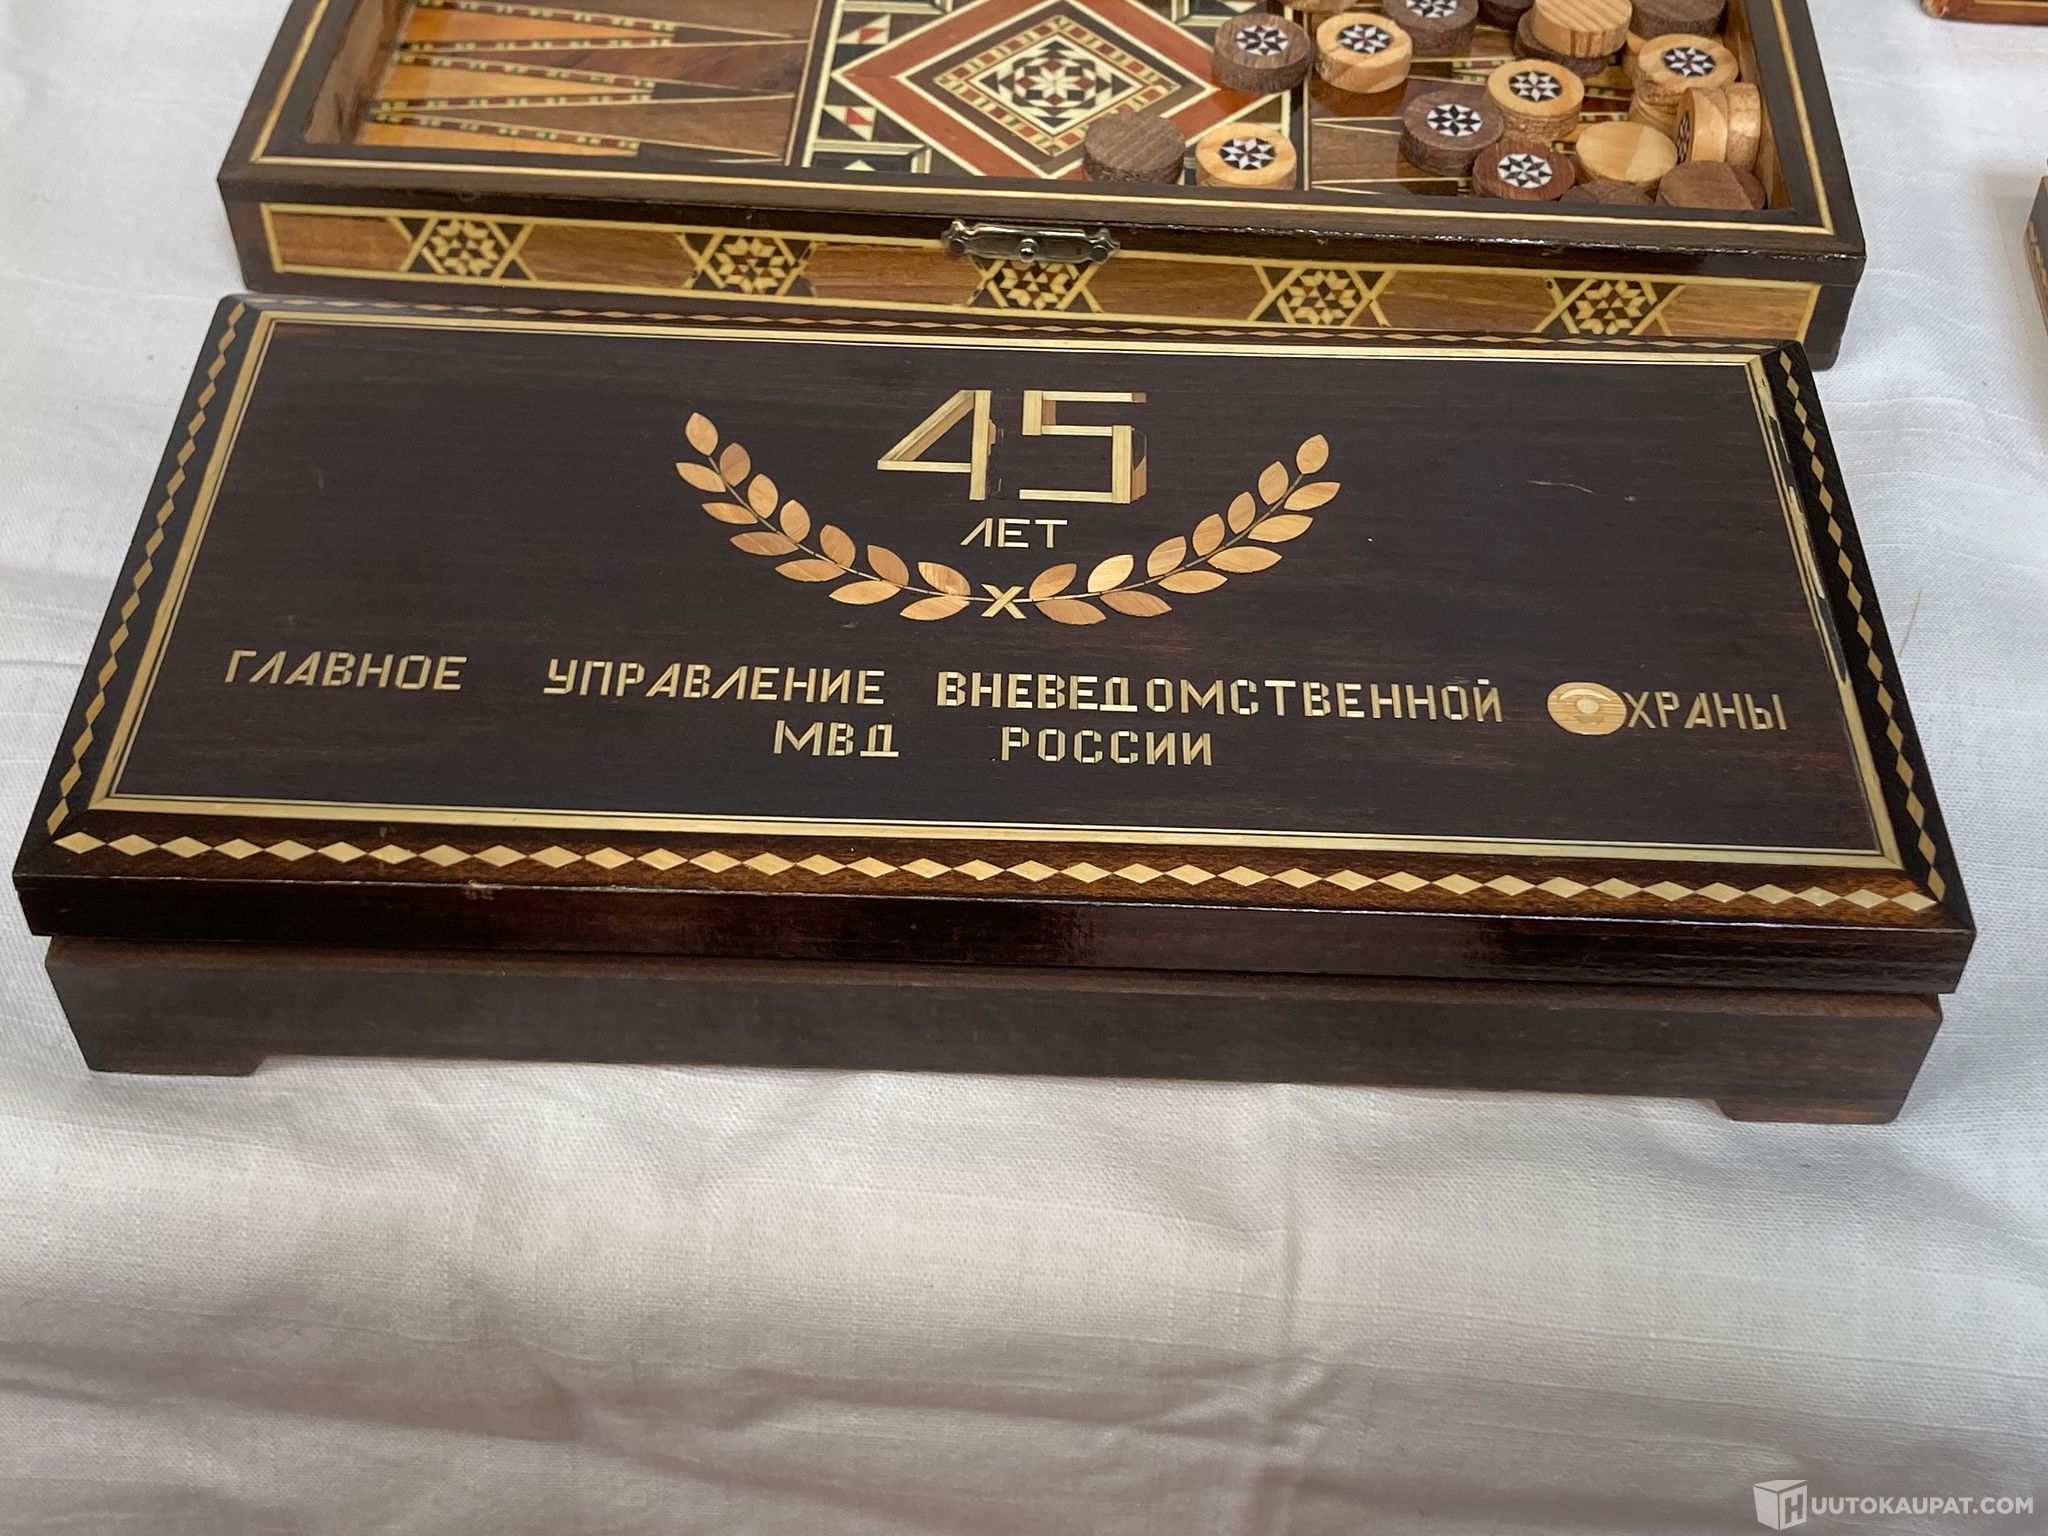 45
ЛЕТ
ГЛАВНОЕ УПРАВЛЕНИЕ ВНЕВЕДОМСТВЕННОЙ ОХРАНЫ
МВД РОССИИ
HUUTOKAUPAT.COM